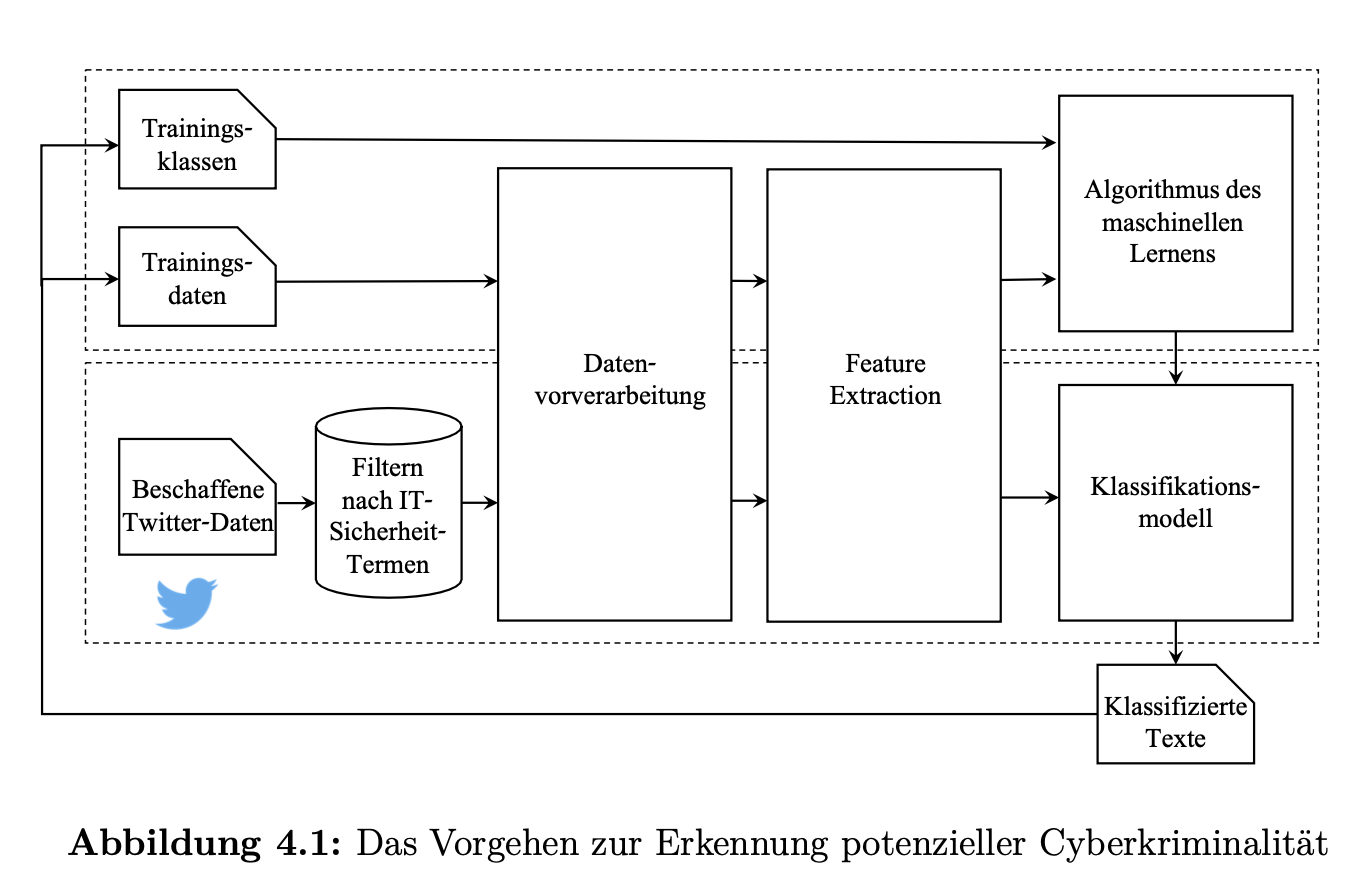 Trainings-
klassen
Trainings-
daten
Algorithmus des
maschinellen
Lernens
Daten-
vorverarbeitung
Feature
Extraction
Beschaffene
Twitter-Daten
Filtern
nach IT-
Sicherheit-
Termen
Klassifikations-
modell
Klassifizierte
Texte
Abbildung 4.1: Das Vorgehen zur Erkennung potenzieller Cyberkriminalität